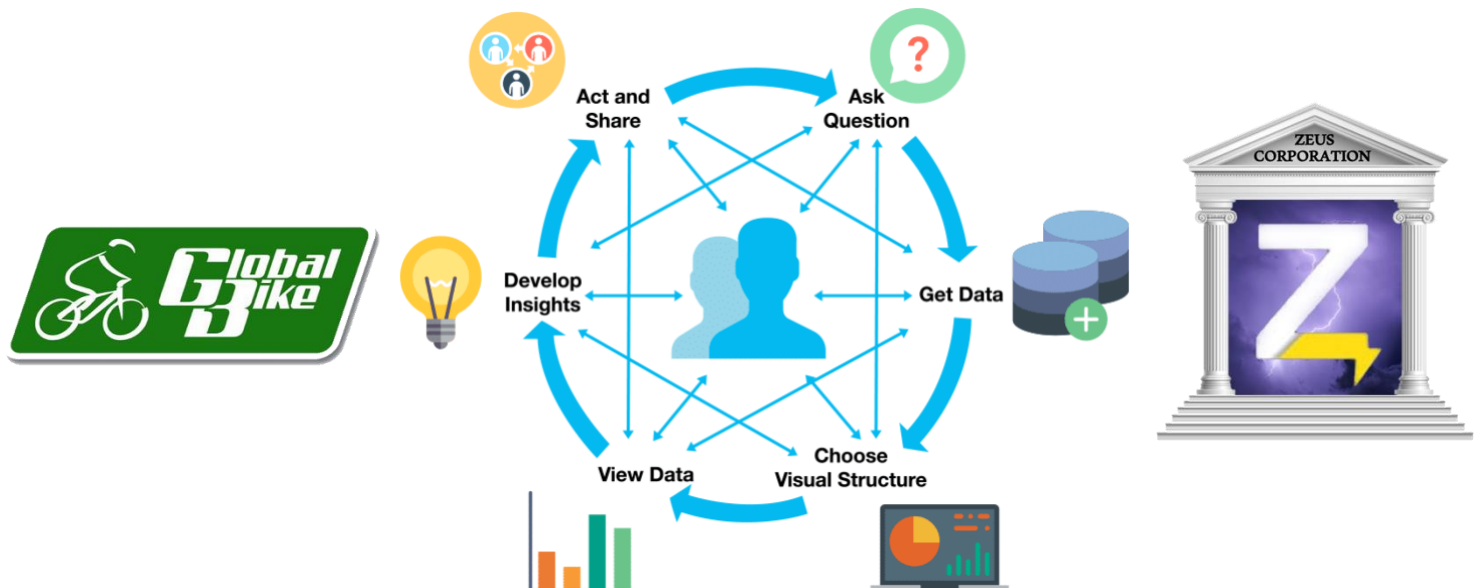 Global
Bike
Act and
Share
Ask
Question
?
Develop
Insights
Get Data
View Data
Choose
Visual Structure
ZEUS
CORPORATION
Z